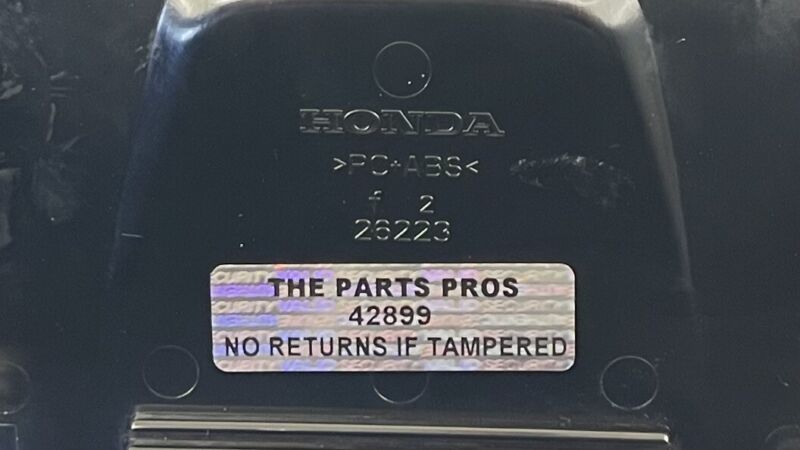 HONDA
>PC+ABS<
f 2
26223
THE PARTS PROS
42899
NO RETURNS IF TAMPERED